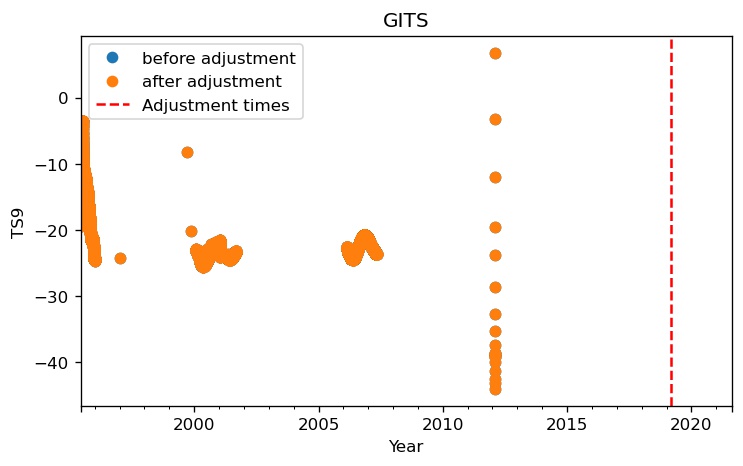 GITS
before adjustment
after adjustment
Adjustment times
TS9
0
−10
−20
−30
−40
2000 2005 2010 2015 2020
Year